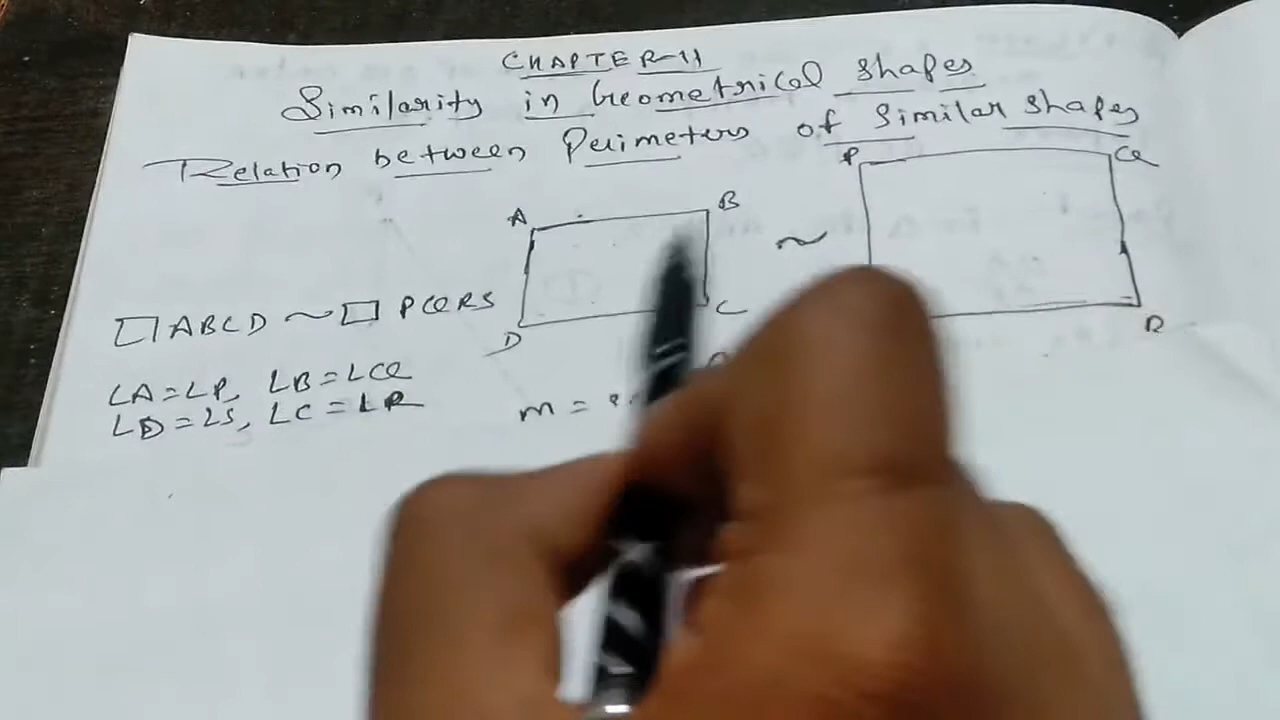 CHAPTER-11
Similarity in Geometrical shapes
Relation between Perimeters of Similar shapes
P Q
A B
~
□ABCD ~ □ PQRS
C
D R
∠A=∠P, ∠B=∠Q
∠D=∠S, ∠C=∠R
m =